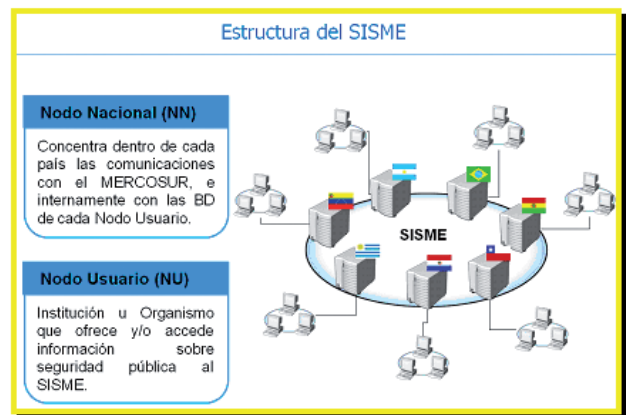 Estructura del SISME
Nodo Nacional (NN)
Concentra dentro de cada
país las comunicaciones
con el MERCOSUR, e
internamente con las BD
de cada Nodo Usuario.
SISME
Nodo Usuario (NU)
Institución u Organismo
que ofrece y/o accede
información sobre
seguridad pública al
SISME.